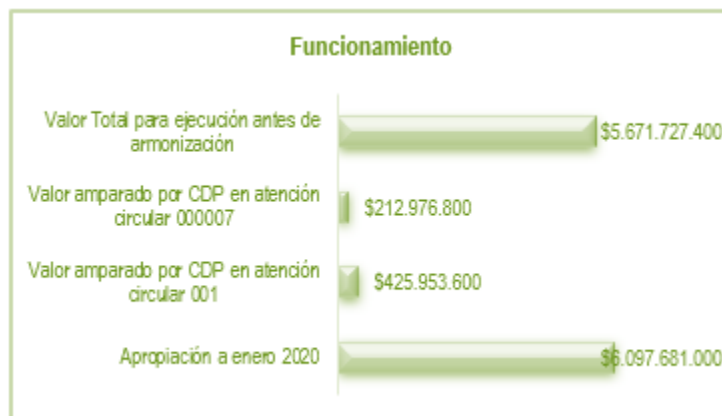 Funcionamiento
Valor Total para ejecución antes de
armonización
$5.671.727.400
Valor amparado por CDP en atención
circular 000007
$212.976.800
Valor amparado por CDP en atención
circular 001
$425.953.600
Apropiación a enero 2020
$6.097.681.000